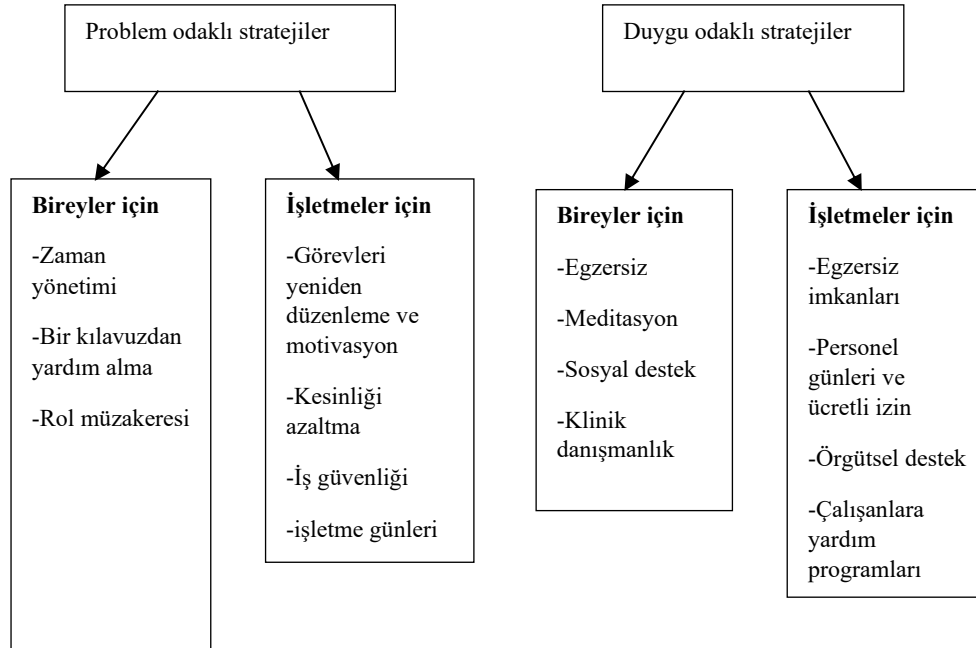 Problem odaklı stratejiler
Duygu odaklı stratejiler
Bireyler için
-Zaman
yönetimi
-Bir kılavuzdan
yardım alma
-Rol müzakeresi
İşletmeler için
-Görevleri
yeniden
düzenleme ve
motivasyon
-Kesinliği
azaltma
-İş güvenliği
-işletme günleri
Bireyler için
-Egzersiz
-Meditasyon
-Sosyal destek
-Klinik
danışmanlık
İşletmeler için
-Egzersiz
imkanları
-Personel
günleri ve
ücretli izin
-Örgütsel destek
-Çalışanlara
yardım
programları